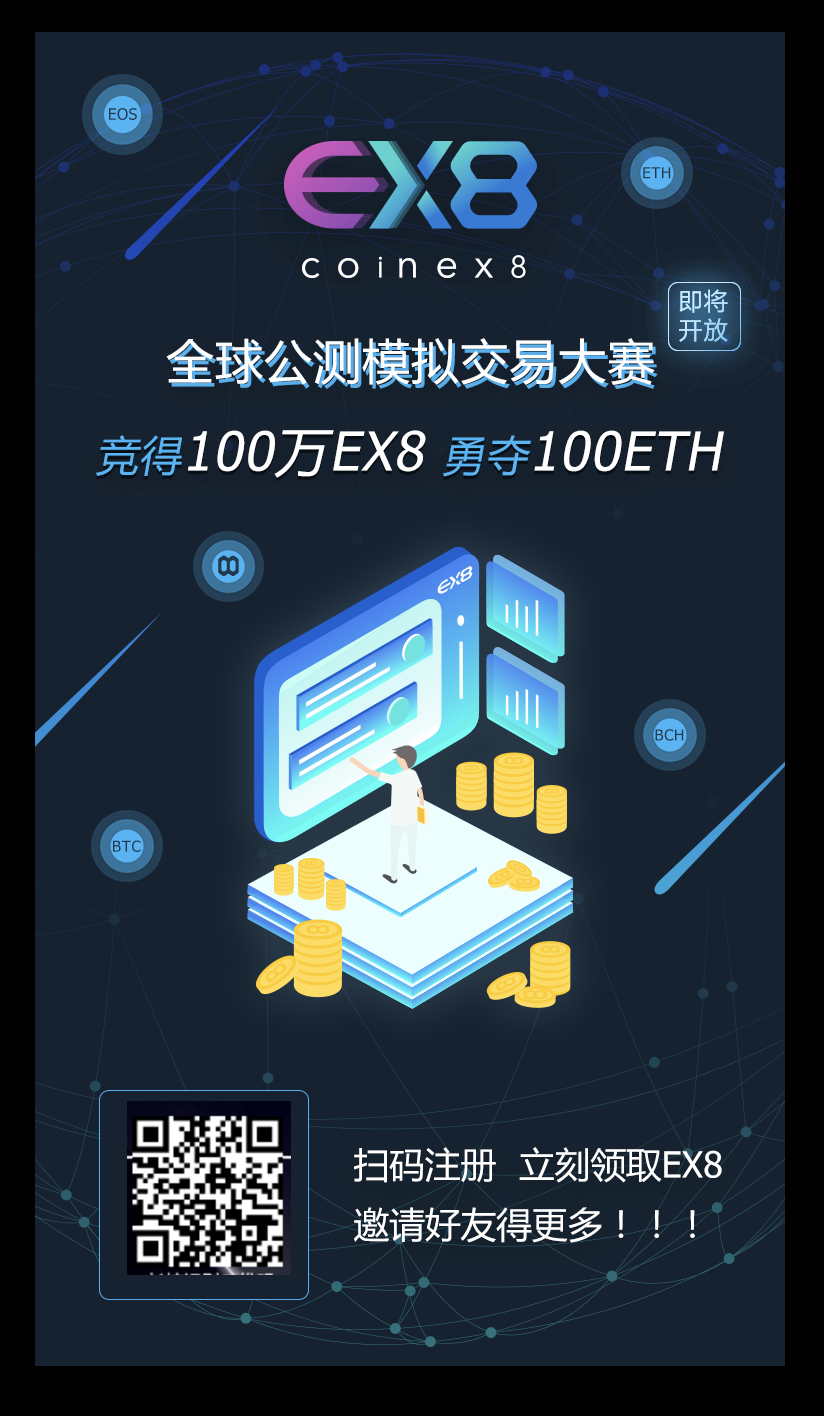 EOS
EX8
ETH
coinex8
即将
开放
全球公测模拟交易大赛
竞得100万EX8 勇夺100ETH
EX8
BCH
BTC
扫码注册 立刻领取EX8
邀请好友得更多！！！